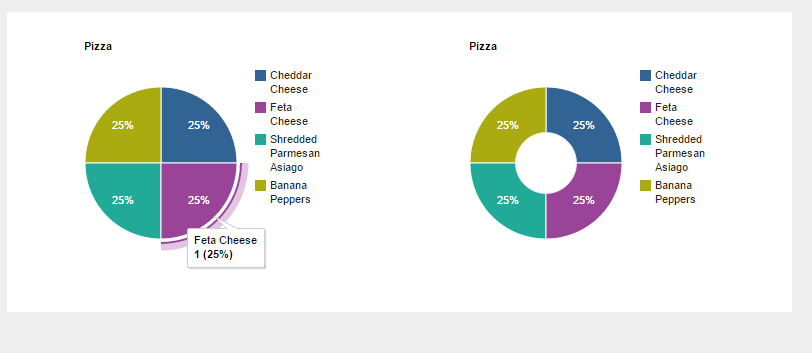 Pizza
25%
25%
25%
25%
Cheddar
Cheese
Feta
Cheese
Shredded
Parmesan
Asiago
Banana
Peppers
Feta Cheese
1 (25%)
Pizza
25%
25%
25%
25%
Cheddar
Cheese
Feta
Cheese
Shredded
Parmesan
Asiago
Banana
Peppers